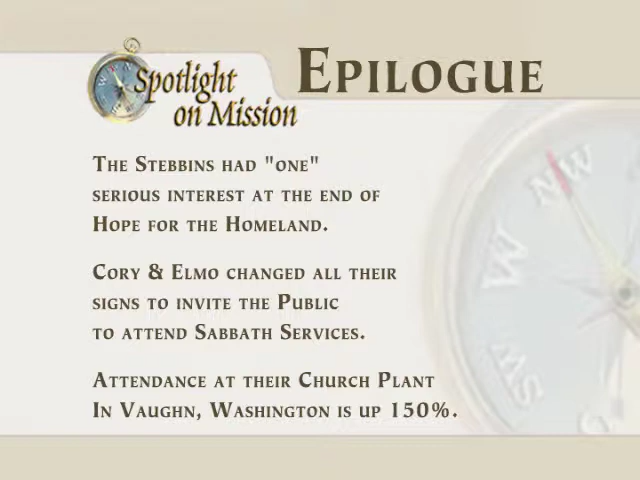 Spotlight
on Mission
EPILOGUE
THE STEBBINS HAD "ONE"
SERIOUS INTEREST AT THE END OF
HOPE FOR THE HOMELAND.
CORY & ELMO CHANGED ALL THEIR
SIGNS TO INVITE THE PUBLIC
TO ATTEND SABBATH SERVICES.
ATTENDANCE AT THEIR CHURCH PLANT
IN VAUGHN, WASHINGTON IS UP 150%.
NW
W
SW